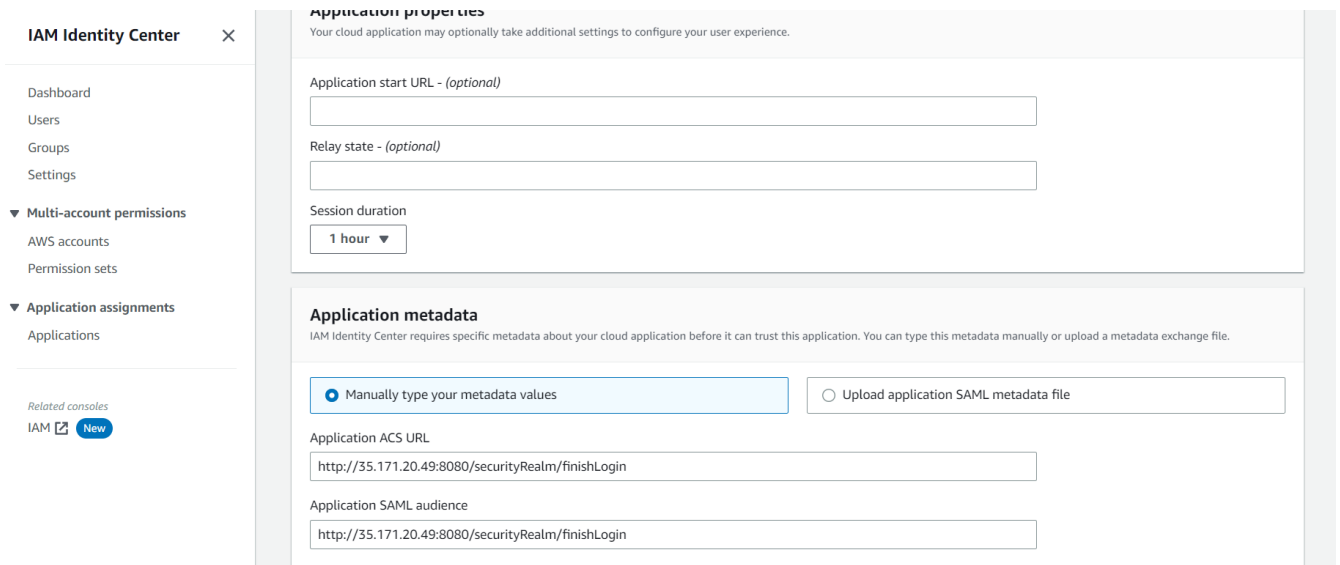 IAM Identity Center
Dashboard
Users
Groups
Settings
Multi-account permissions
AWS accounts
Permission sets
Application assignments
Applications
Related consoles
IAM New
Application properties
Your cloud application may optionally take additional settings to configure your user experience.
Application start URL - (optional)
Relay state - (optional)
Session duration
1 hour
Application metadata
IAM Identity Center requires specific metadata about your cloud application before it can trust this application. You can type this metadata manually or upload a metadata exchange file.
Manually type your metadata values
Upload application SAML metadata file
Application ACS URL
http://35.171.20.49:8080/securityRealm/finishLogin
Application SAML audience
http://35.171.20.49:8080/securityRealm/finishLogin